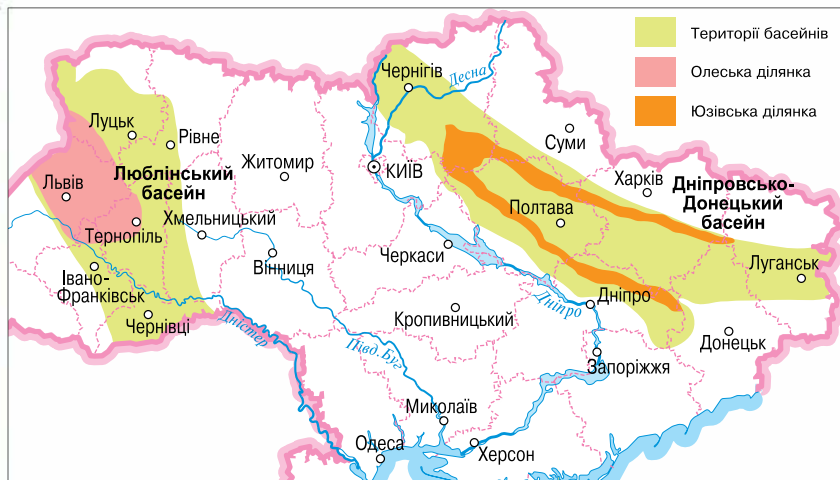 Території басейнів
Олеська ділянка
Юзівська ділянка
Чернігів
Десна
Луцьк
Рівне
Суми
Житомир
КИЇВ
Харків
Львів
Люблінський
басейн
Дніпровсько-
Донецький
басейн
Полтава
Хмельницький
Тернопіль
Черкаси
Вінниця
Луганськ
Івано-
Франківськ
Дніпро
Дніпро
Кропивницький
Чернівці
Дністер
Півд. Буг
Донецьк
Запоріжжя
Миколаїв
Одеса
Херсон